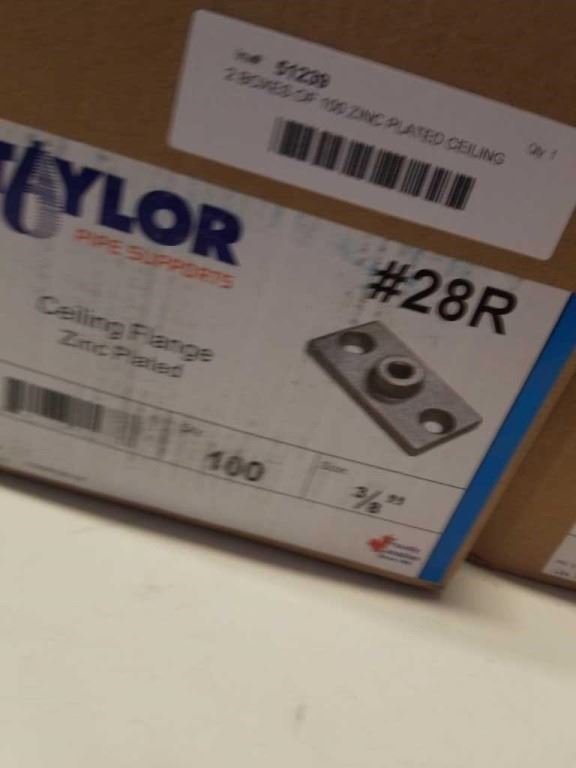 51239
2 BOXES OF 100 ZINC PLATED CEILING
Qty 1
TAYLOR
PIPE SUPPORTS
#28R
Ceiling Flange
Zinc Plated
100
Size:
3/8"